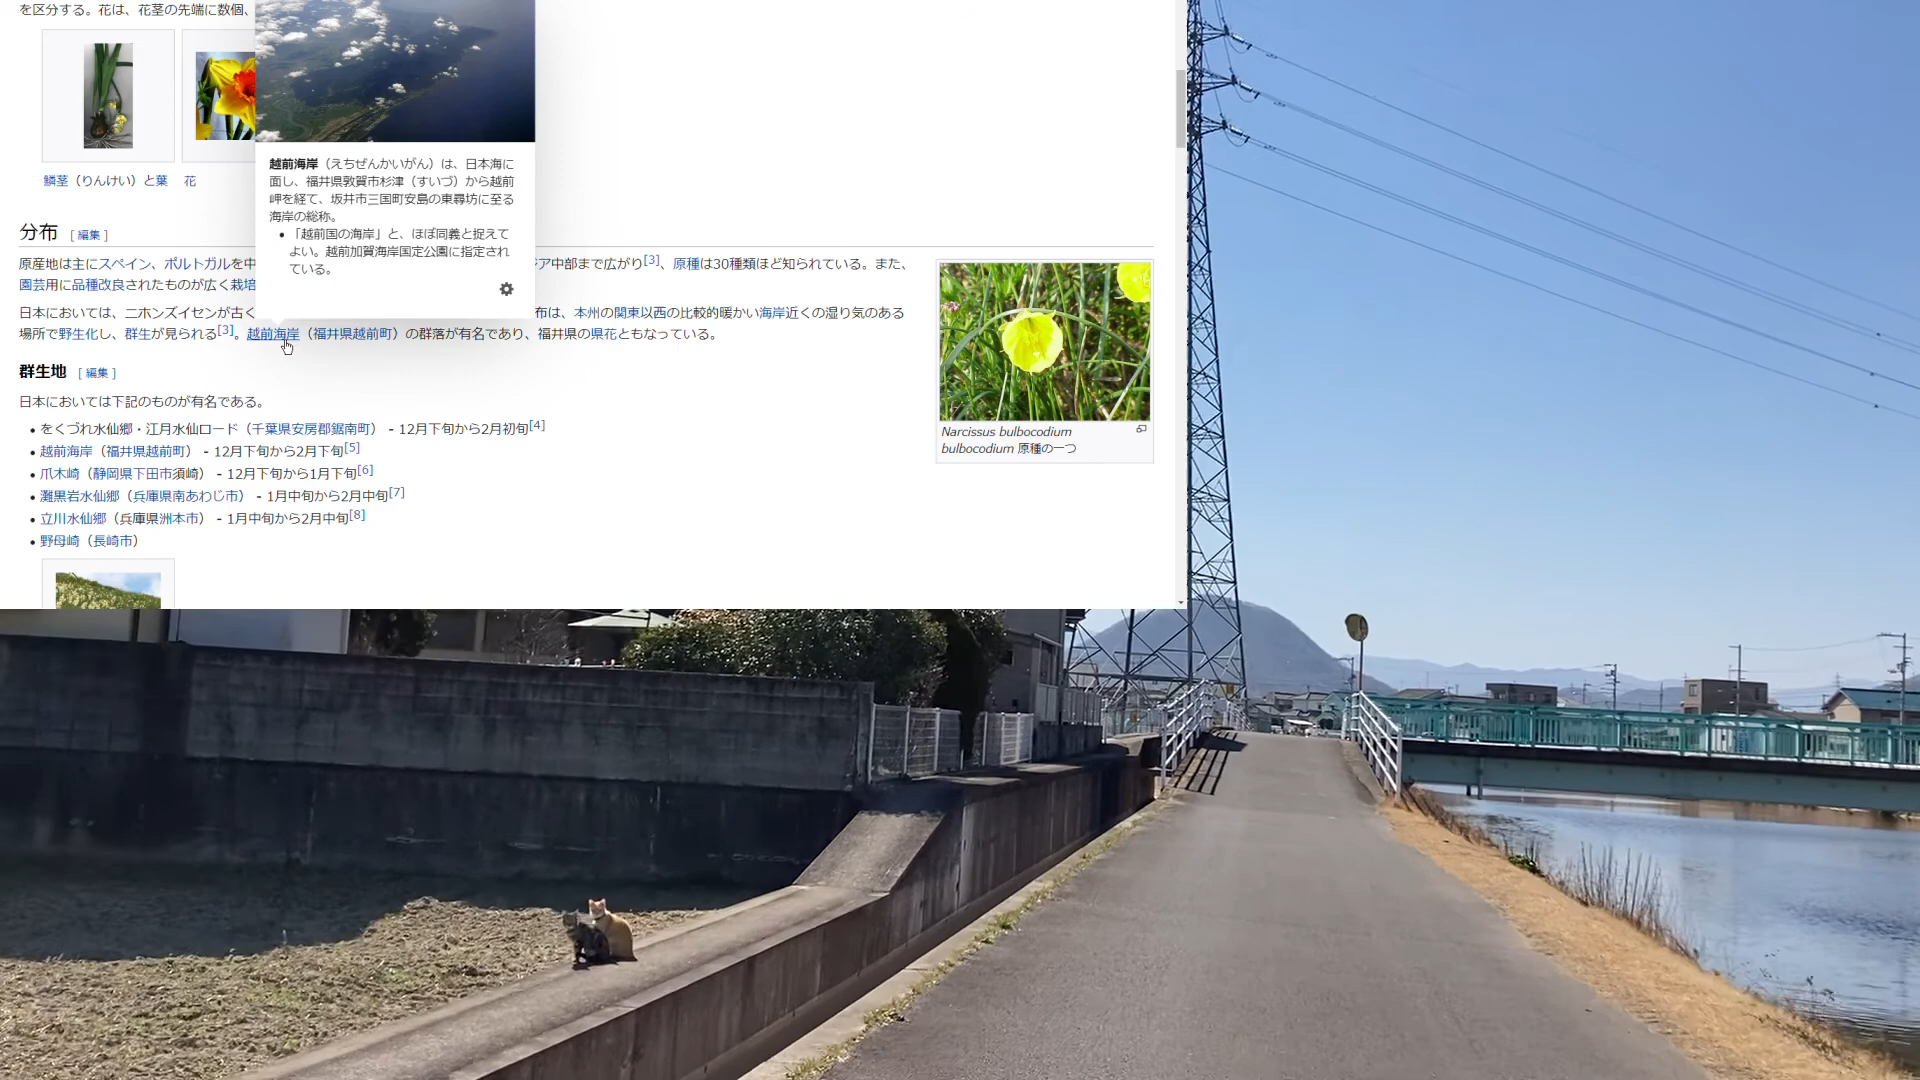 を区分する。花は、花茎の先端に数個、
鱗茎（りんけい）と葉
花
越前海岸（えちぜんかいがん）は、日本海に
面し、福井県敦賀市杉津（すいづ）から越前
岬を経て、坂井市三国町安島の東尋坊に至る
海岸の総称。
•「越前国の海岸」と、ほぼ同義と捉えて
よい。越前加賀海岸国定公園に指定され
ている。
分布 [ 編集 ]
原産地は主にスペイン、ポルトガルを中
ア中部まで広がり[3]、原種は30種類ほど知られている。また、
園芸用に品種改良されたものが広く栽培
日本においては、ニホンズイセンが古く
布は、本州の関東以西の比較的暖かい海岸近くの湿り気のある
場所で野生化し、群生が見られる[3]。越前海岸（福井県越前町）の群落が有名であり、福井県の県花ともなっている。
群生地 [ 編集 ]
日本においては下記のものが有名である。
• をくづれ水仙郷・江月水仙ロード（千葉県安房郡鋸南町） - 12月下旬から2月初旬[4]
• 越前海岸（福井県越前町） - 12月下旬から2月下旬[5]
• 爪木崎（静岡県下田市須崎） - 12月下旬から1月下旬[6]
• 灘黒岩水仙郷（兵庫県南あわじ市） - 1月中旬から2月中旬[7]
• 立川水仙郷（兵庫県洲本市） - 1月中旬から2月中旬[8]
• 野母崎（長崎市）
Narcissus bulbocodium
bulbocodium 原種の一つ